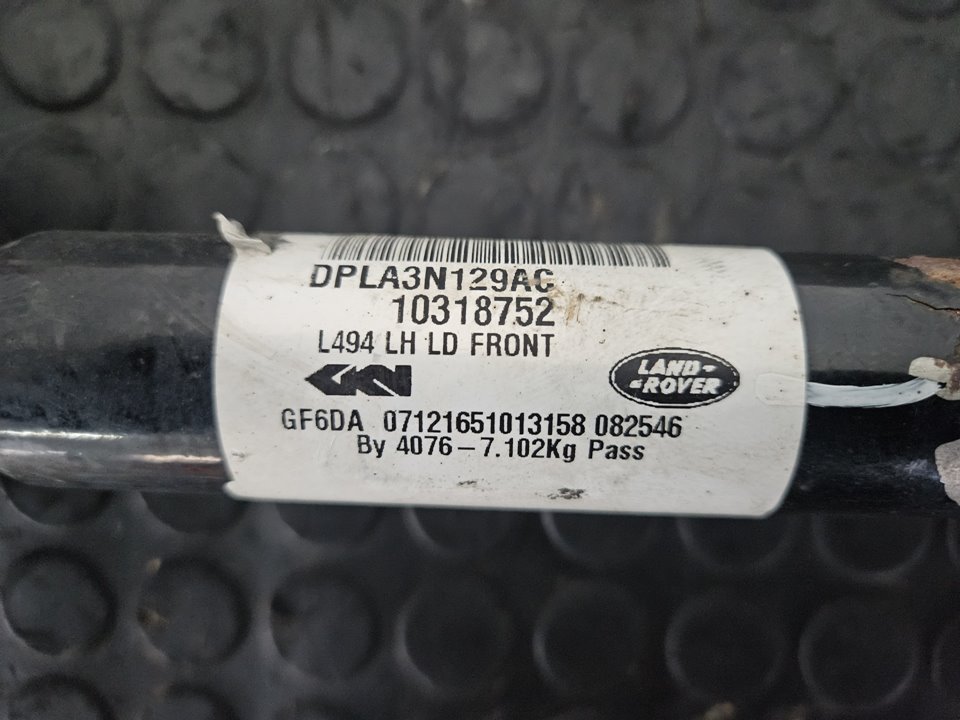 DPLA3N129AC
10318752
L494 LH LD FRONT
GKN
LAND-
-ROVER
GF6DA 07121651013158 082546
By 4076-7.102Kg Pass